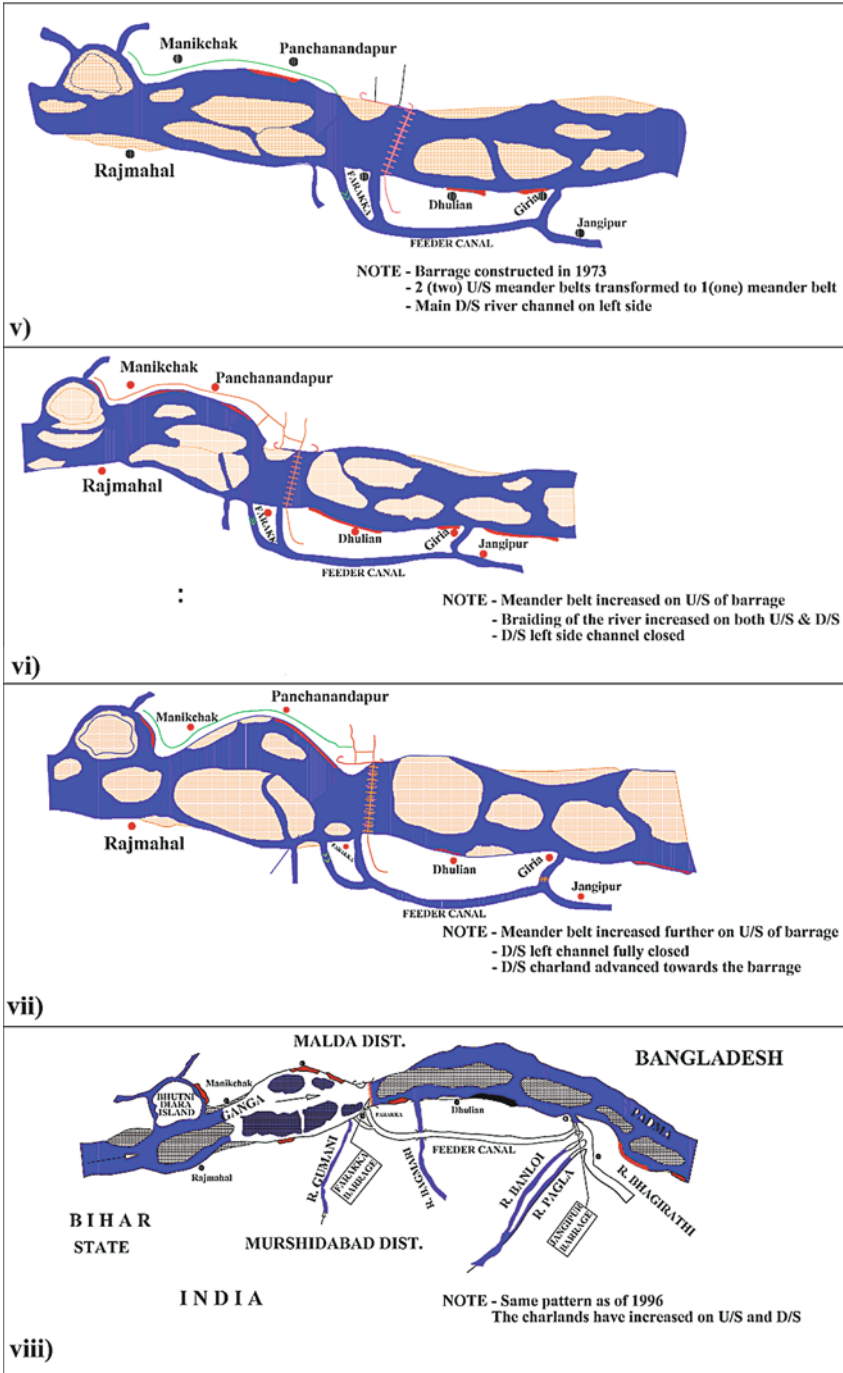 Manikchak
Panchanandapur
Rajmahal
FARAKKA
Dhulian
Giria
Jangipur
FEEDER CANAL
NOTE - Barrage constructed in 1973
- 2 (two) U/S meander belts transformed to 1(one) meander belt
- Main D/S river channel on left side
v)
Manikchak
Panchanandapur
Rajmahal
FARAKK
Dhulian
Giria
Jangipur
FEEDER CANAL
:
NOTE - Meander belt increased on U/S of barrage
- Braiding of the river increased on both U/S & D/S
- D/S left side channel closed
vi)
Panchanandapur
Manikchak
Rajmahal
FARAKKA
Dhulian
Giria
Jangipur
FEEDER CANAL
NOTE - Meander belt increased further on U/S of barrage
- D/S left channel fully closed
- D/S charland advanced towards the barrage
vii)
MALDA DIST.
BANGLADESH
BHUTNI
DIARA
ISLAND
Manikchak
GANGA
FARAKKA
Dhulian
PADMA
Rajmahal
FEEDER CANAL
R. GUMANI
FARAKKA
BARRAGE
R. BAGMARI
R. BANLOI
R. PAGLA
JANGIPUR
BARRAGE
R. BHAGIRATHI
BIHAR
STATE
MURSHIDABAD DIST.
INDIA
NOTE - Same pattern as of 1996
The charlands have increased on U/S and D/S
viii)